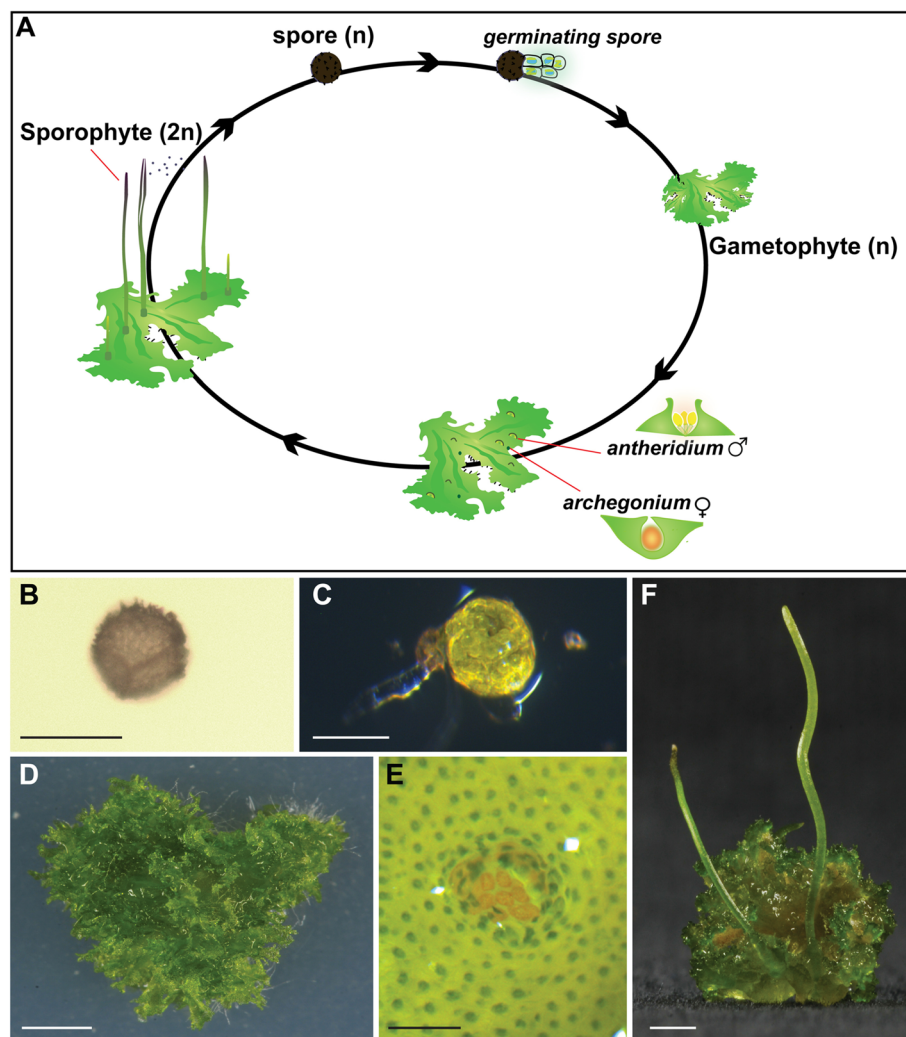 A
spore (n)
germinating spore
Sporophyte (2n)
Gametophyte (n)
antheridium ♂
archegonium ♀
B
C
F
D
E